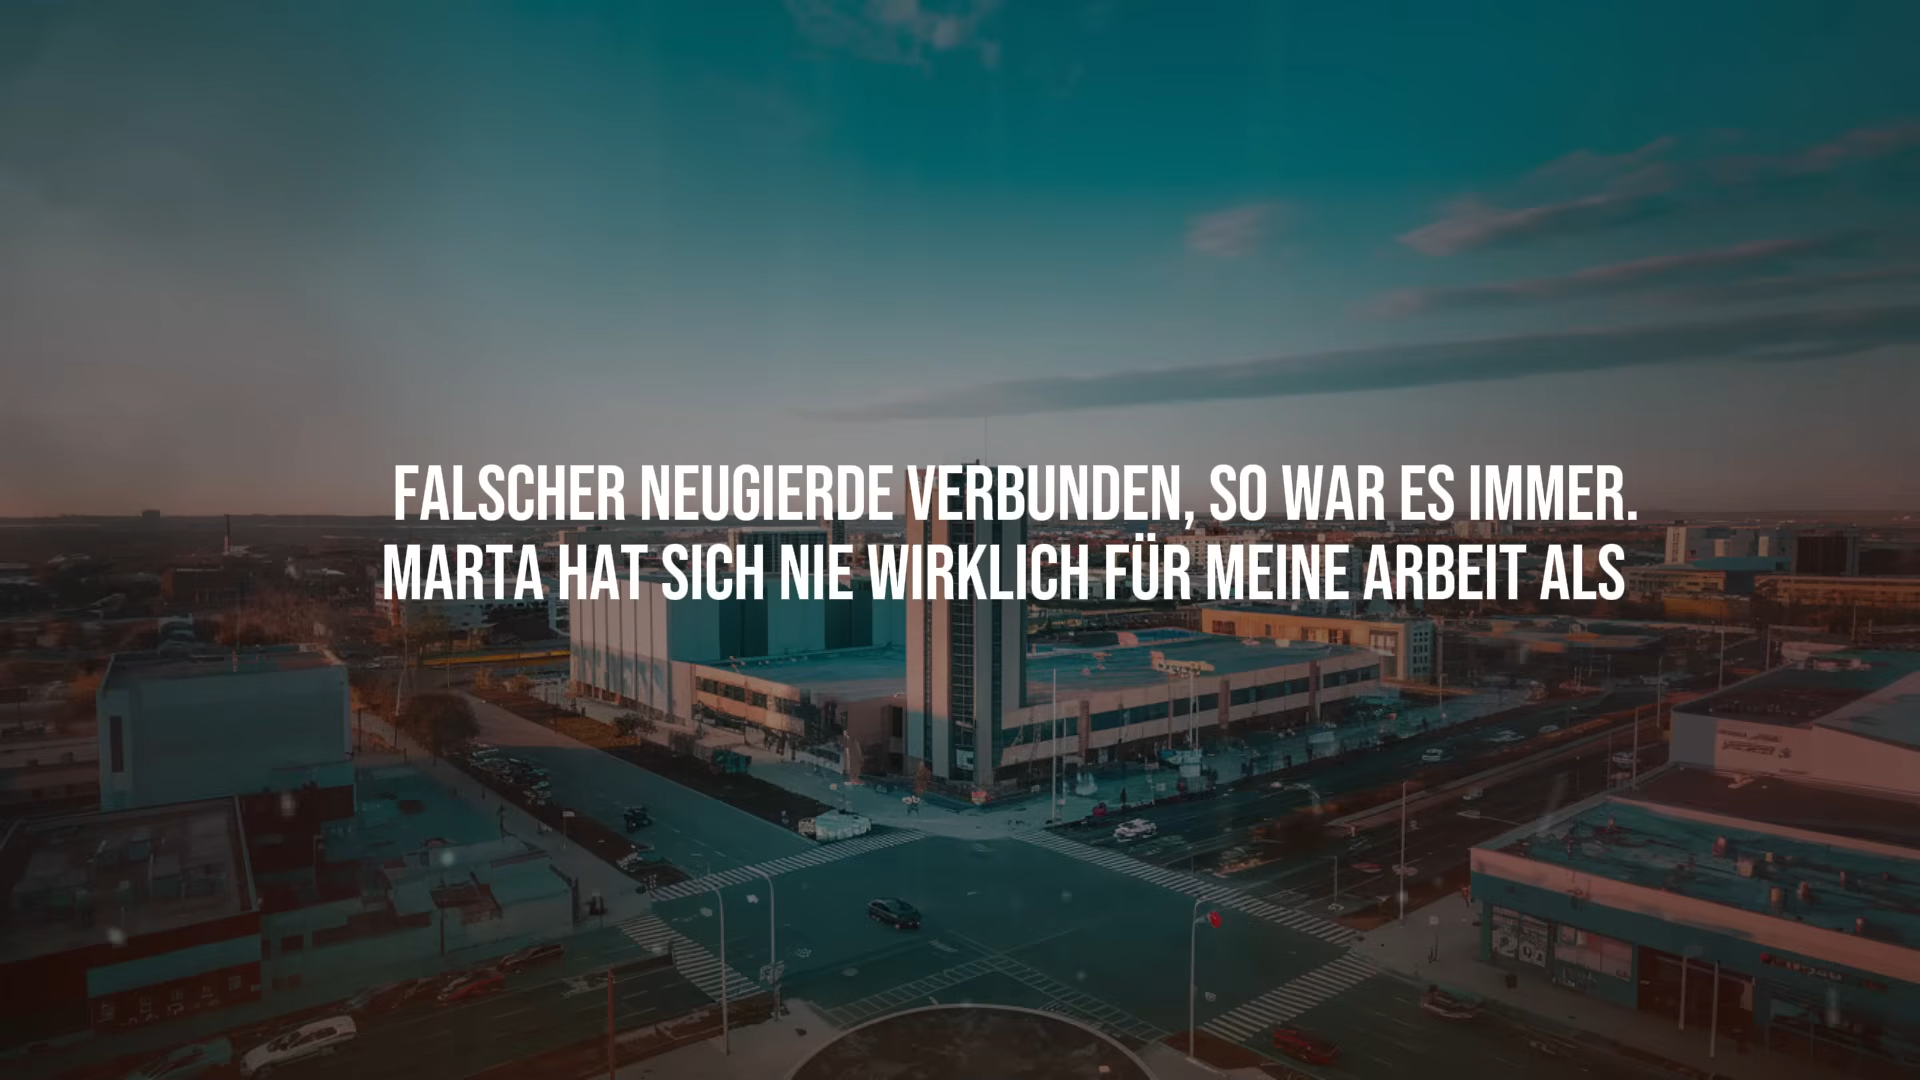 FALSCHER NEUGIERDE VERBUNDEN, SO WAR ES IMMER.
MARTA HAT SICH NIE WIRKLICH FÜR MEINE ARBEIT ALS